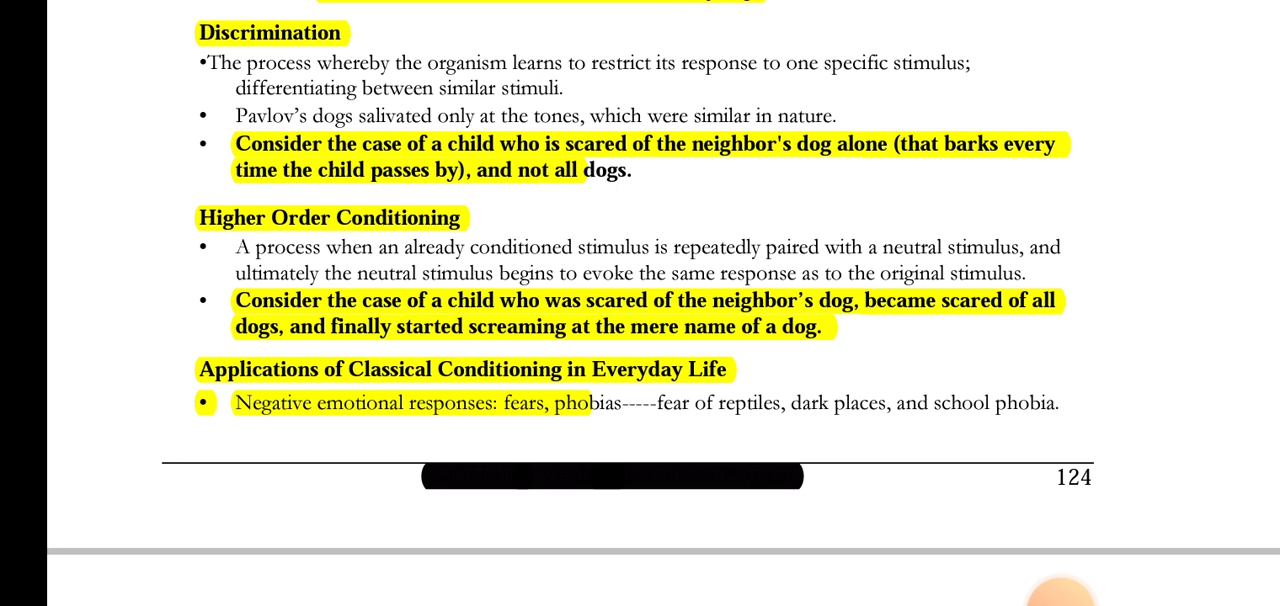 Discrimination
•The process whereby the organism learns to restrict its response to one specific stimulus;
differentiating between similar stimuli.
• Pavlov’s dogs salivated only at the tones, which were similar in nature.
• Consider the case of a child who is scared of the neighbor's dog alone (that barks every
time the child passes by), and not all dogs.
Higher Order Conditioning
• A process when an already conditioned stimulus is repeatedly paired with a neutral stimulus, and
ultimately the neutral stimulus begins to evoke the same response as to the original stimulus.
• Consider the case of a child who was scared of the neighbor’s dog, became scared of all
dogs, and finally started screaming at the mere name of a dog.
Applications of Classical Conditioning in Everyday Life
• Negative emotional responses: fears, phobias-----fear of reptiles, dark places, and school phobia.
124